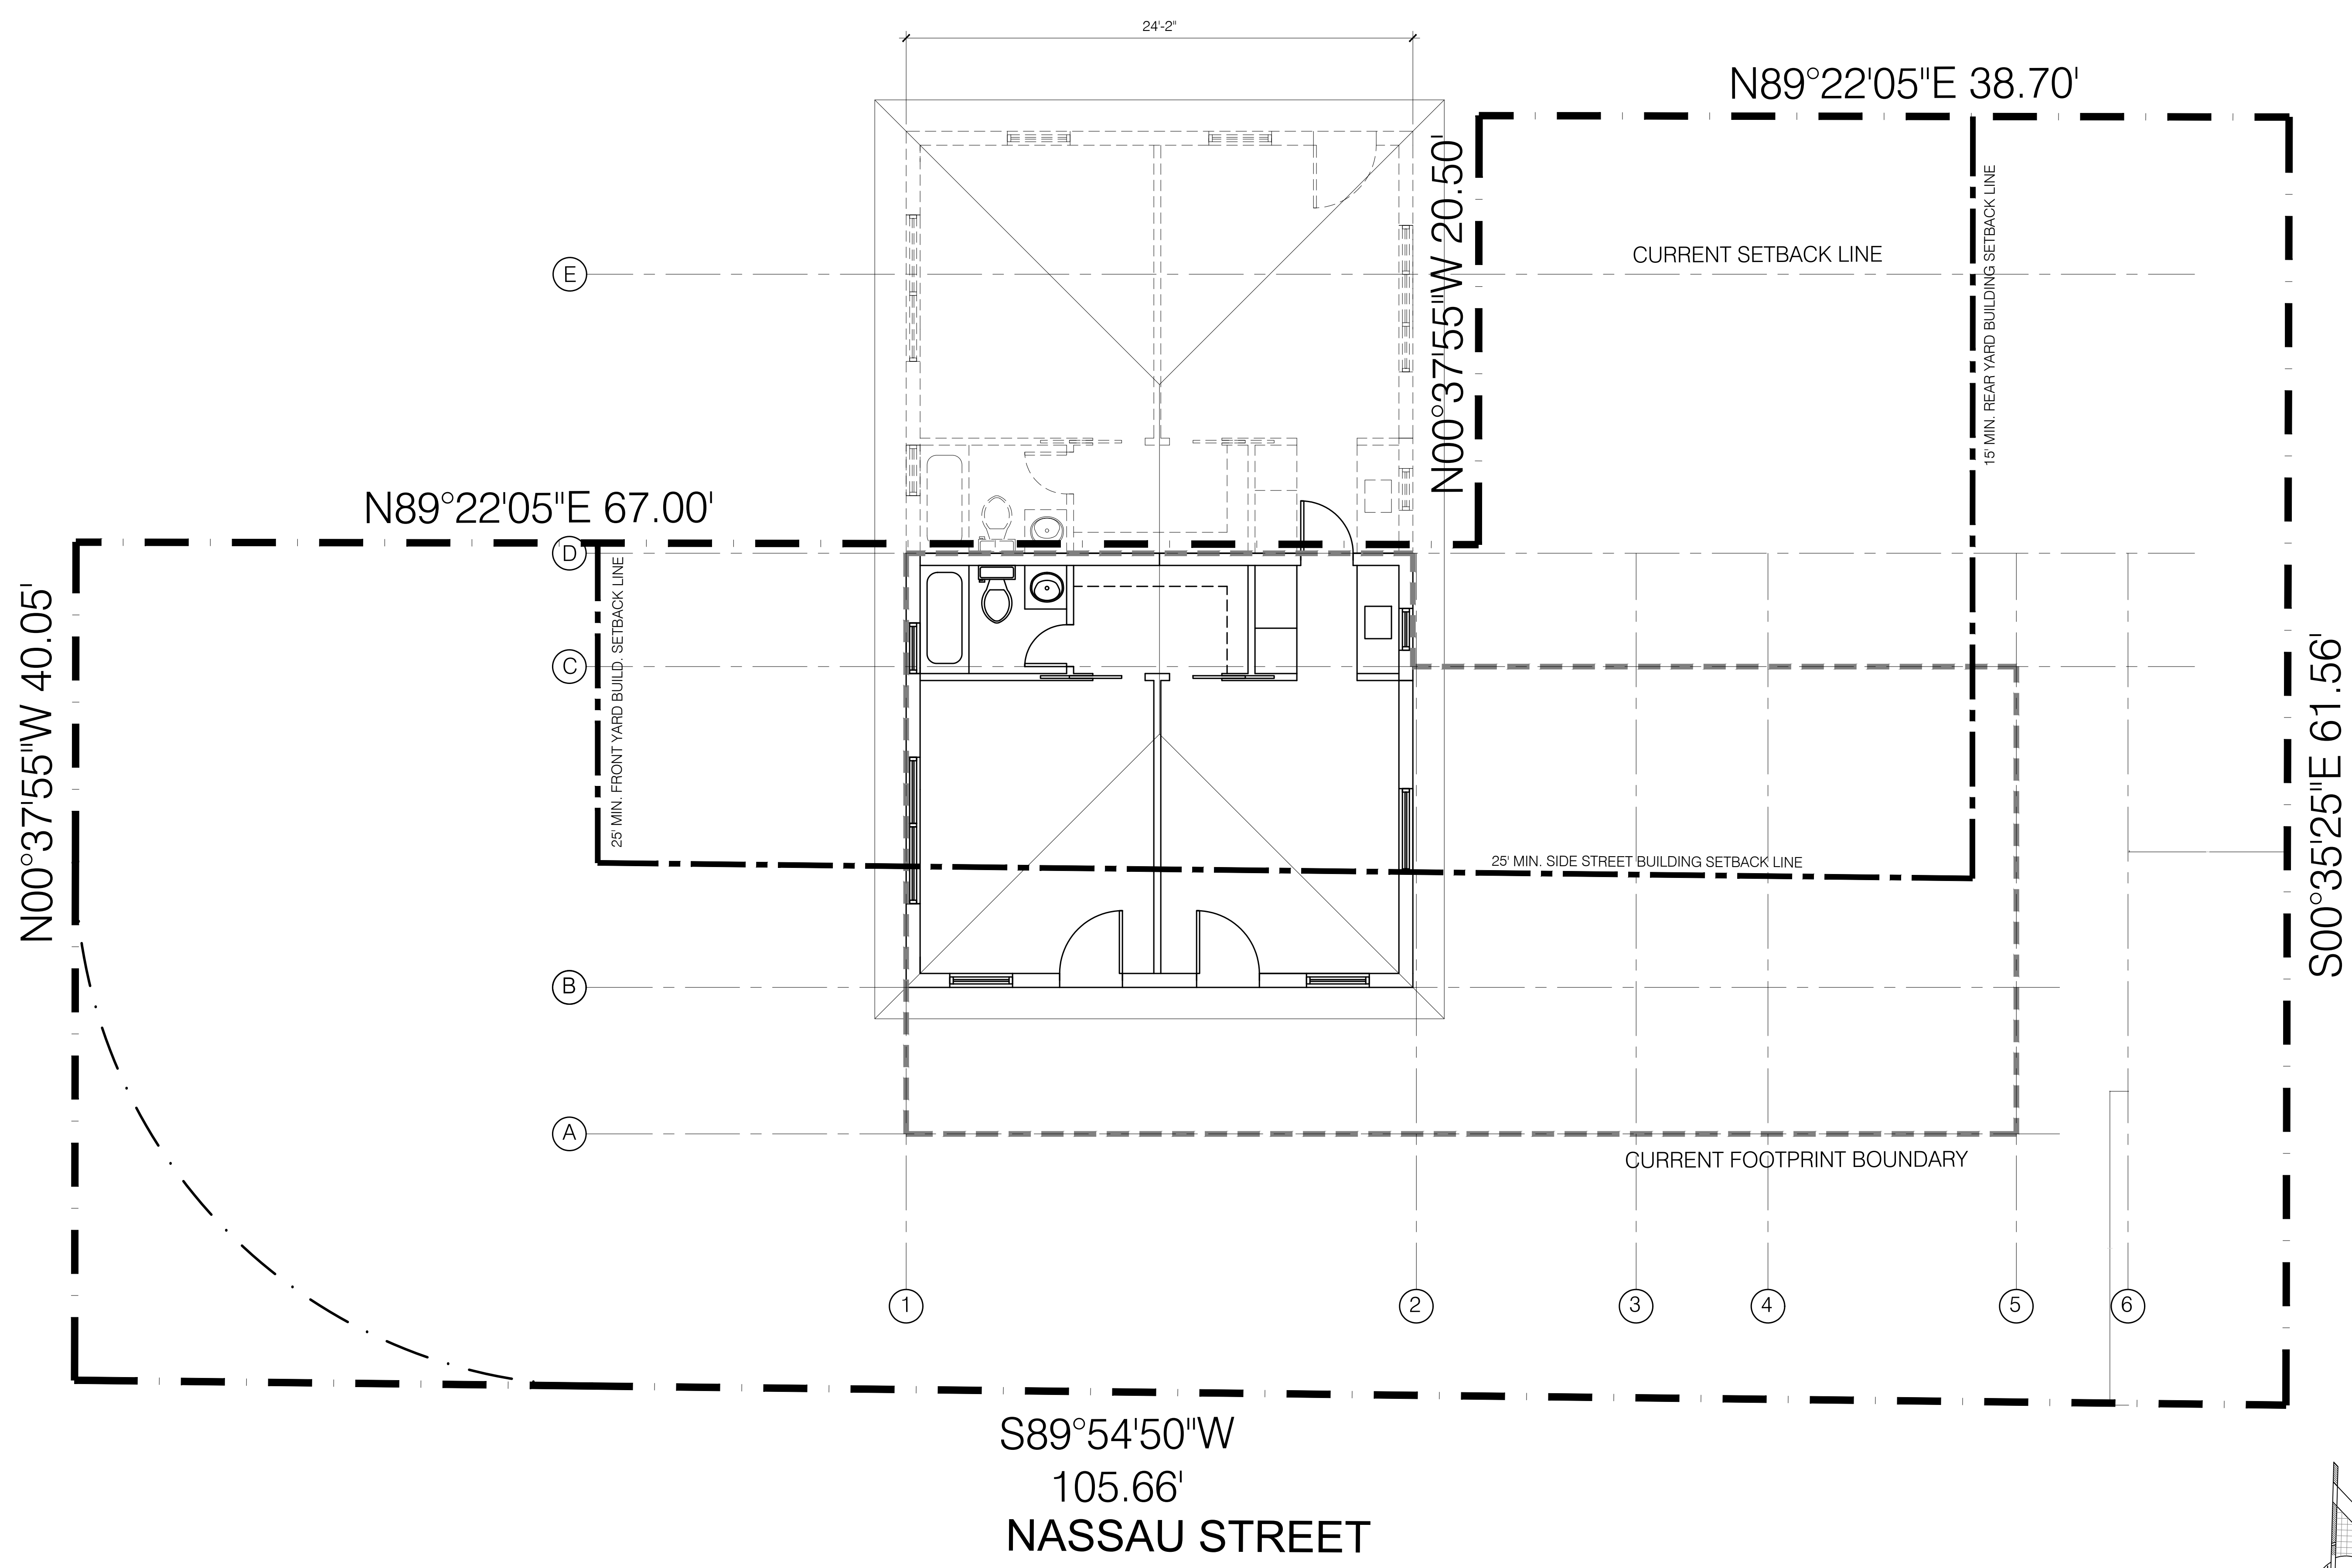 24'-2"
N89°22'05"E 38.70'
N00°37'55"W 20.50'
15' MIN. REAR YARD BUILDING SETBACK LINE
CURRENT SETBACK LINE
E
N89°22'05"E 67.00'
D
25' MIN. FRONT YARD BUILD. SETBACK LINE
N00°37'55"W 40.05'
C
S00°35'25"E 61.56'
25' MIN. SIDE STREET BUILDING SETBACK LINE
B
A
CURRENT FOOTPRINT BOUNDARY
1
2
3
4
5
6
S89°54'50"W
105.66'
NASSAU STREET